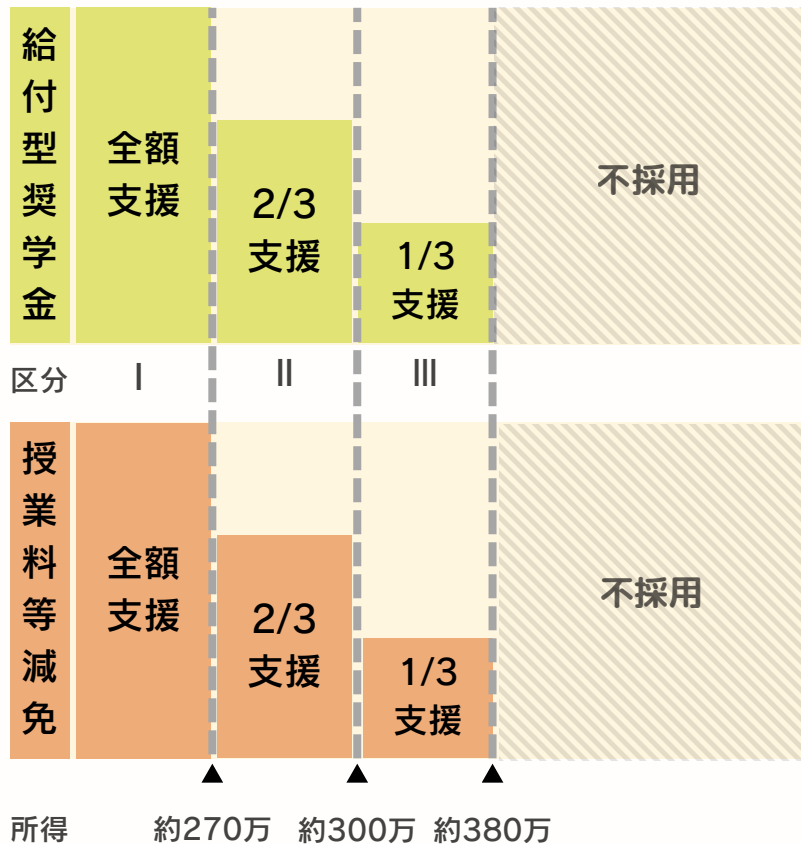 給付型奨学金
全額
支援
2/3
支援
1/3
支援
不採用
区分
Ⅰ
Ⅱ
Ⅲ
授業料等減免
全額
支援
2/3
支援
1/3
支援
不採用
所得
約270万
約300万
約380万